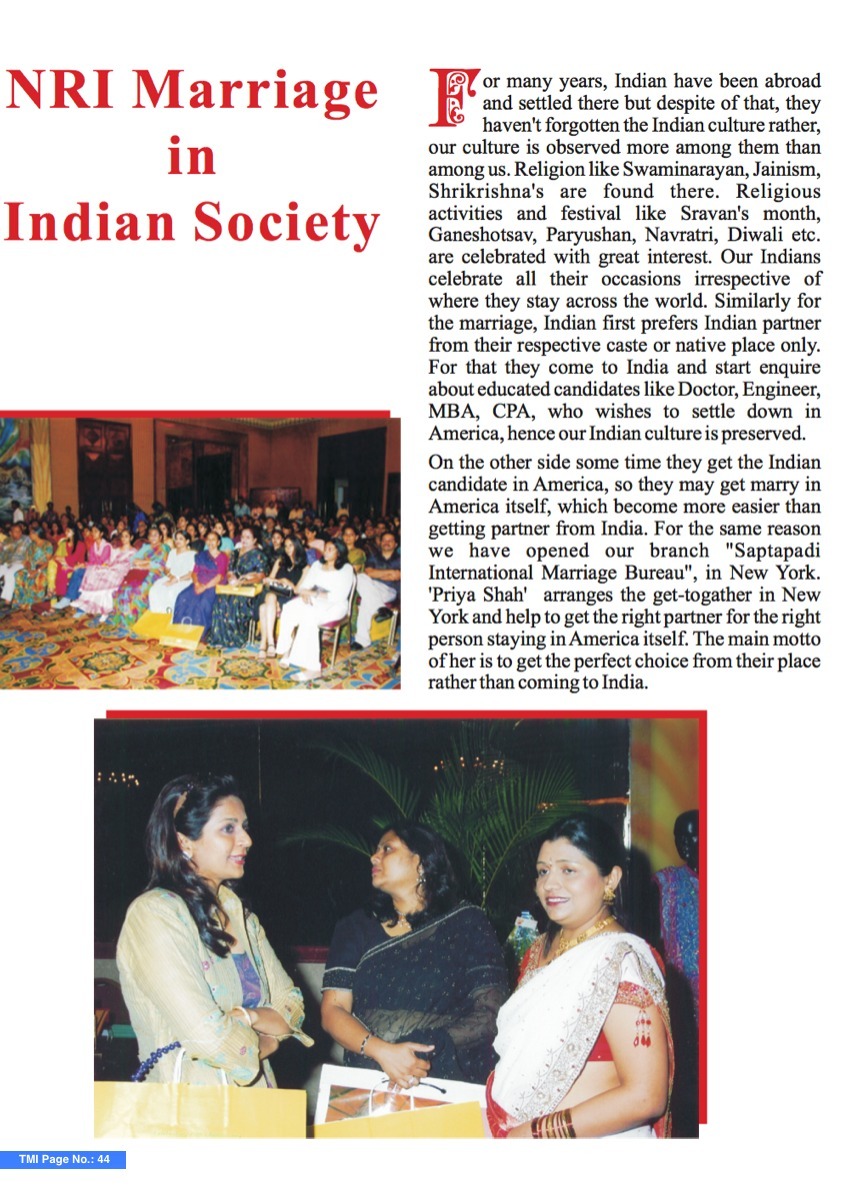 NRI Marriage
in
Indian Society
For many years, Indian have been abroad
and settled there but despite of that, they
haven't forgotten the Indian culture rather,
our culture is observed more among them than
among us. Religion like Swaminarayan, Jainism,
Shrikrishna's are found there. Religious
activities and festival like Sravan's month,
Ganeshotsav, Paryushan, Navratri, Diwali etc.
are celebrated with great interest. Our Indians
celebrate all their occasions irrespective of
where they stay across the world. Similarly for
the marriage, Indian first prefers Indian partner
from their respective caste or native place only.
For that they come to India and start enquire
about educated candidates like Doctor, Engineer,
MBA, CPA, who wishes to settle down in
America, hence our Indian culture is preserved.
On the other side some time they get the Indian
candidate in America, so they may get marry in
America itself, which become more easier than
getting partner from India. For the same reason
we have opened our branch "Saptapadi
International Marriage Bureau", in New York.
'Priya Shah' arranges the get-togather in New
York and help to get the right partner for the right
person staying in America itself. The main motto
of her is to get the perfect choice from their place
rather than coming to India.
TMI Page No.: 44